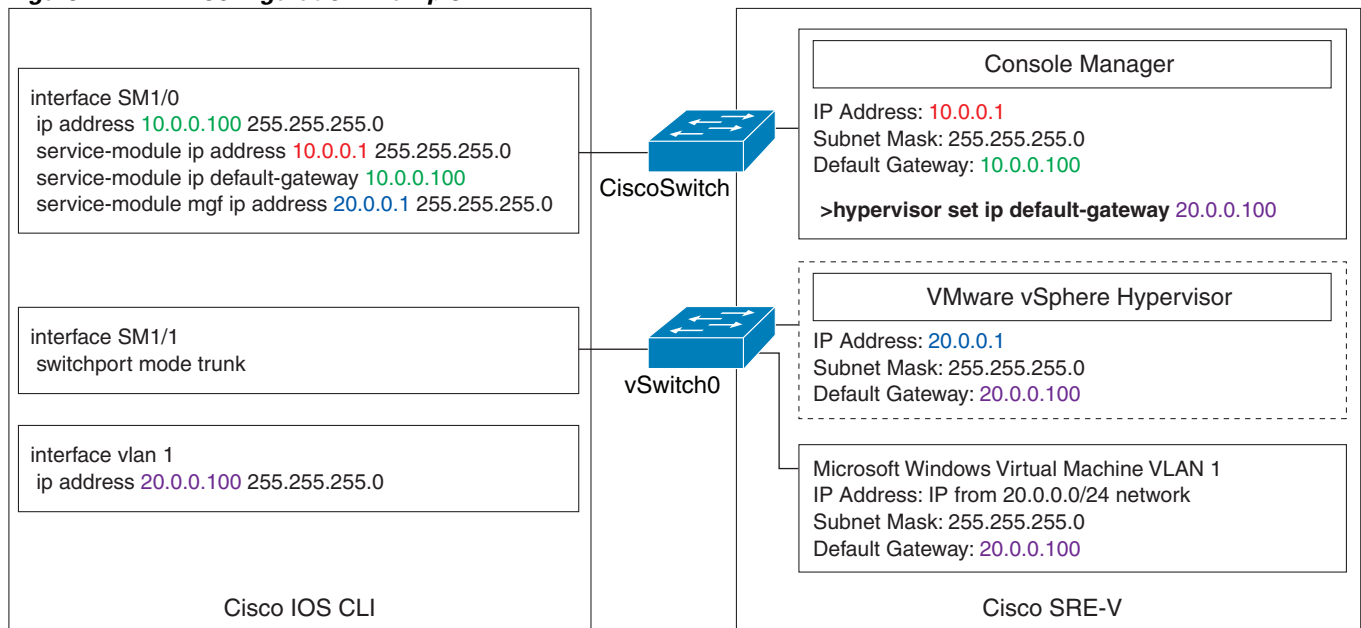 interface SM1/0
ip address 10.0.0.100 255.255.255.0
service-module ip address 10.0.0.1 255.255.255.0
service-module ip default-gateway 10.0.0.100
service-module mgf ip address 20.0.0.1 255.255.255.0
interface SM1/1
switchport mode trunk
interface vlan 1
ip address 20.0.0.100 255.255.255.0
Cisco IOS CLI
CiscoSwitch
vSwitch0
Console Manager
IP Address: 10.0.0.1
Subnet Mask: 255.255.255.0
Default Gateway: 10.0.0.100
>hypervisor set ip default-gateway 20.0.0.100
VMware vSphere Hypervisor
IP Address: 20.0.0.1
Subnet Mask: 255.255.255.0
Default Gateway: 20.0.0.100
Microsoft Windows Virtual Machine VLAN 1
IP Address: IP from 20.0.0.0/24 network
Subnet Mask: 255.255.255.0
Default Gateway: 20.0.0.100
Cisco SRE-V